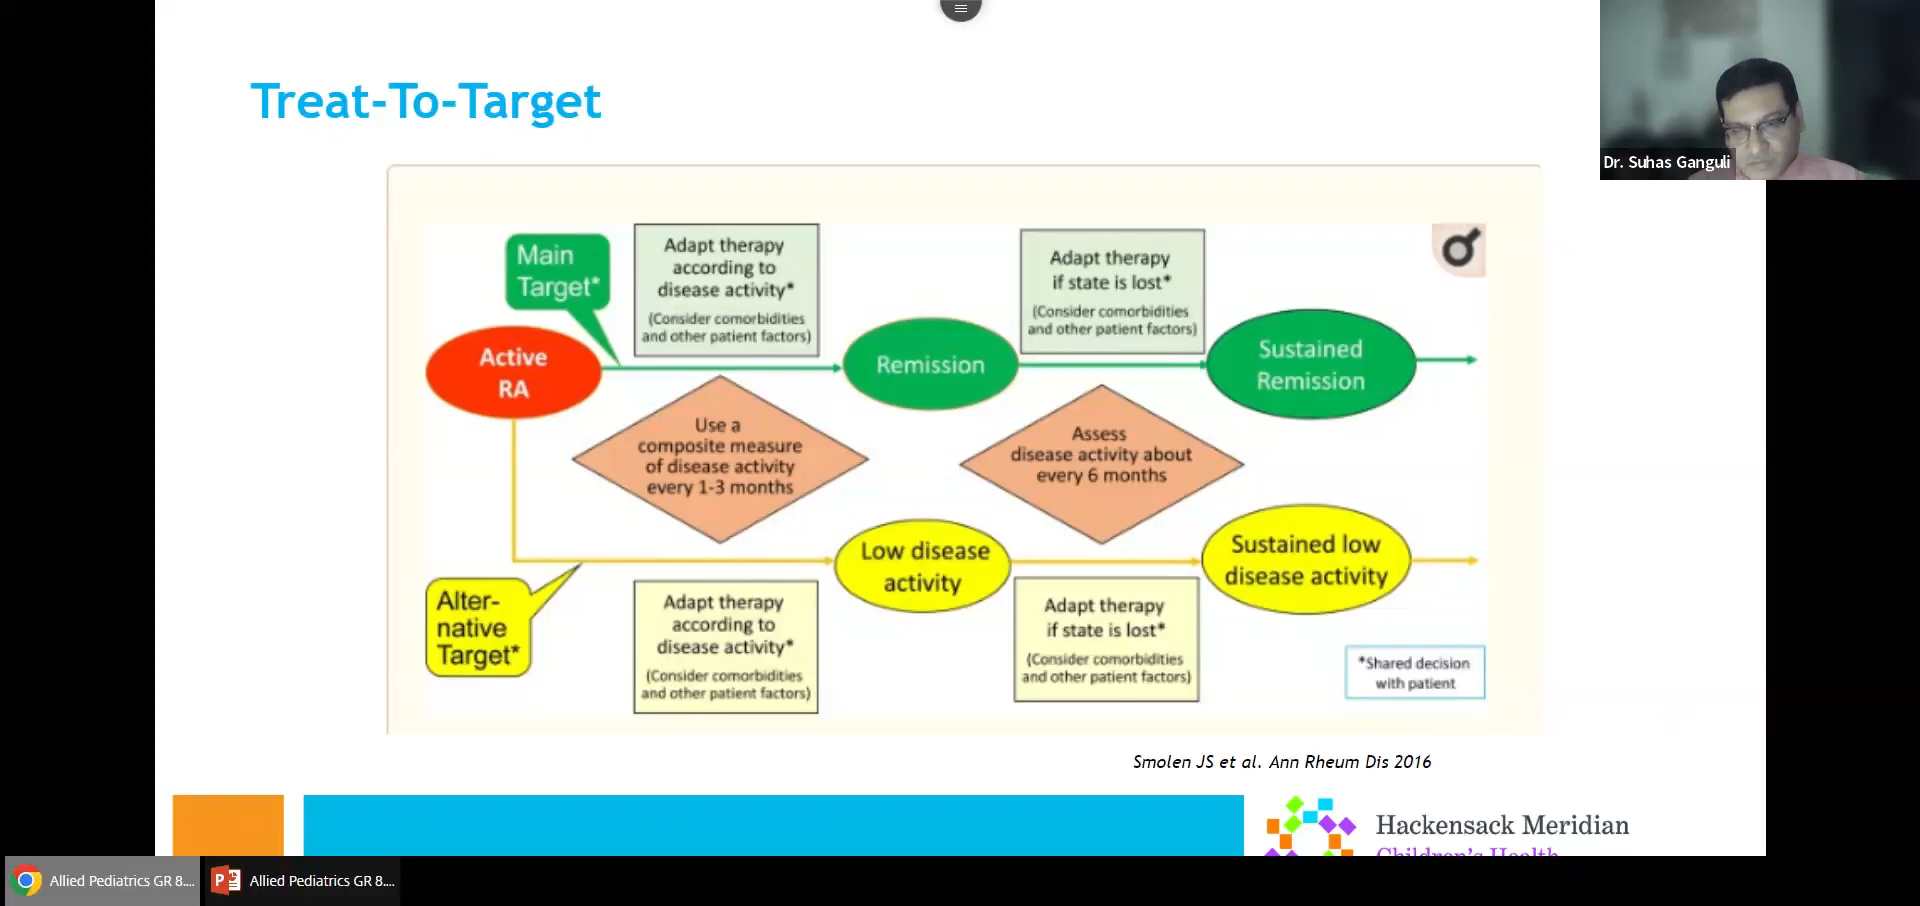 Treat-To-Target
Dr. Suhas Ganguli
Main
Target*
Adapt therapy
according to
disease activity*
(Consider comorbidities
and other patient factors)
Adapt therapy
if state is lost*
(Consider comorbidities
and other patient factors)
Active
RA
Remission
Sustained
Remission
Use a
composite measure
of disease activity
every 1-3 months
Assess
disease activity about
every 6 months
Low disease
activity
Sustained low
disease activity
Alter-
native
Target*
Adapt therapy
according to
disease activity*
(Consider comorbidities
and other patient factors)
Adapt therapy
if state is lost*
(Consider comorbidities
and other patient factors)
*Shared decision
with patient
Smolen JS et al. Ann Rheum Dis 2016
Hackensack Meridian
Children's Health
Allied Pediatrics GR 8....
P
Allied Pediatrics GR 8....